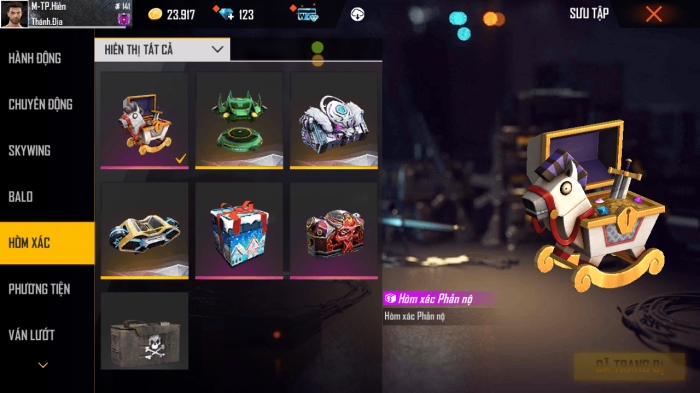 M-TP.Hiên # 141
Thánh.Địa
23.917
123
SƯU TẬP
HÀNH ĐỘNG
HIỂN THỊ TẤT CẢ
CHUYỂN ĐỘNG
SKYWING
BALO
HÒM XÁC
PHƯƠNG TIỆN
VÁN LƯỚT
Hòm xác Phẫn nộ
Hòm xác Phẫn nộ
ĐÃ TRANG BỊ